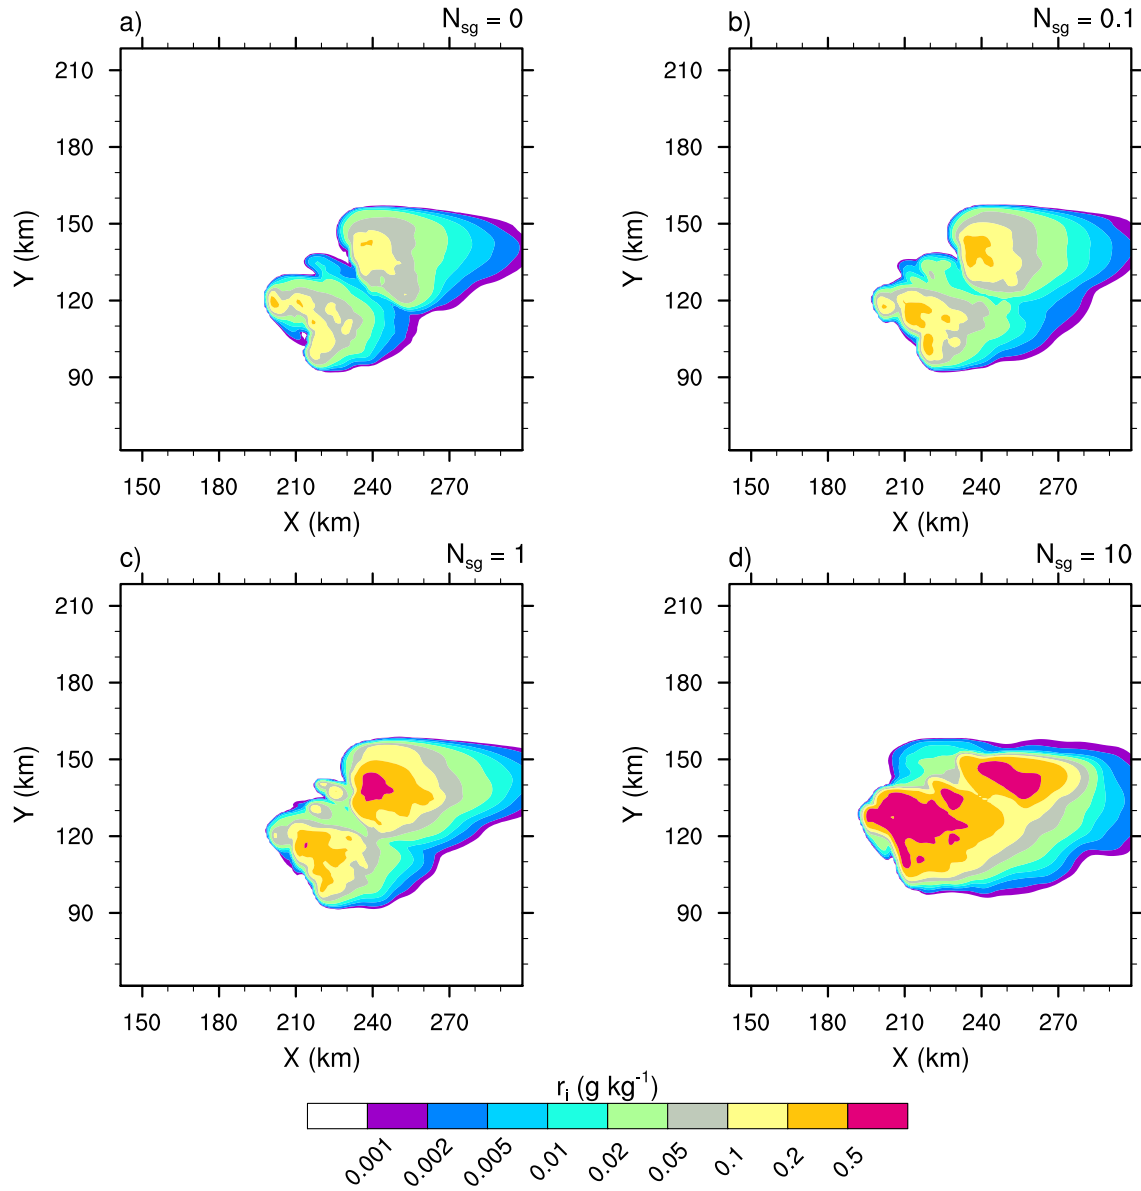 a) N_sg = 0
b) N_sg = 0.1
210
180
150
120
90
Y (km)
150 180 210 240 270
X (km)
210
180
150
120
90
Y (km)
150 180 210 240 270
X (km)
c) N_sg = 1
d) N_sg = 10
210
180
150
120
90
Y (km)
150 180 210 240 270
X (km)
210
180
150
120
90
Y (km)
150 180 210 240 270
X (km)
r_i (g kg⁻¹)
0.001 0.002 0.005 0.01 0.02 0.05 0.1 0.2 0.5